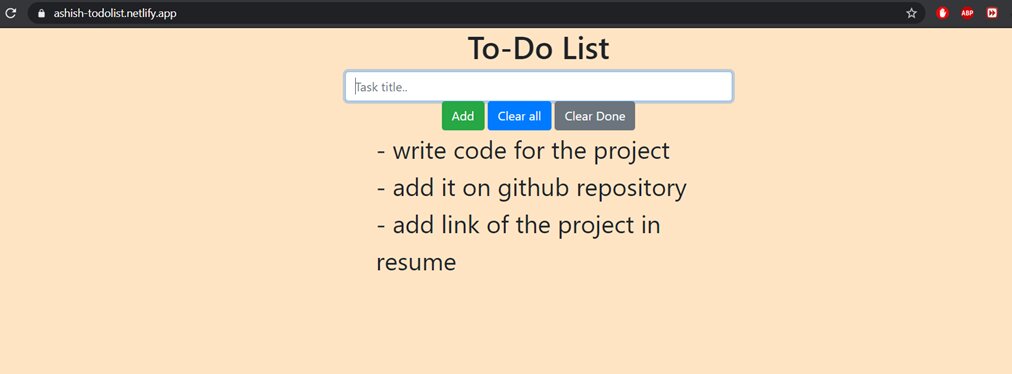 ashish-todolist.netlify.app
ABP
To-Do List
Task title..
Add Clear all Clear Done
- write code for the project
- add it on github repository
- add link of the project in
resume